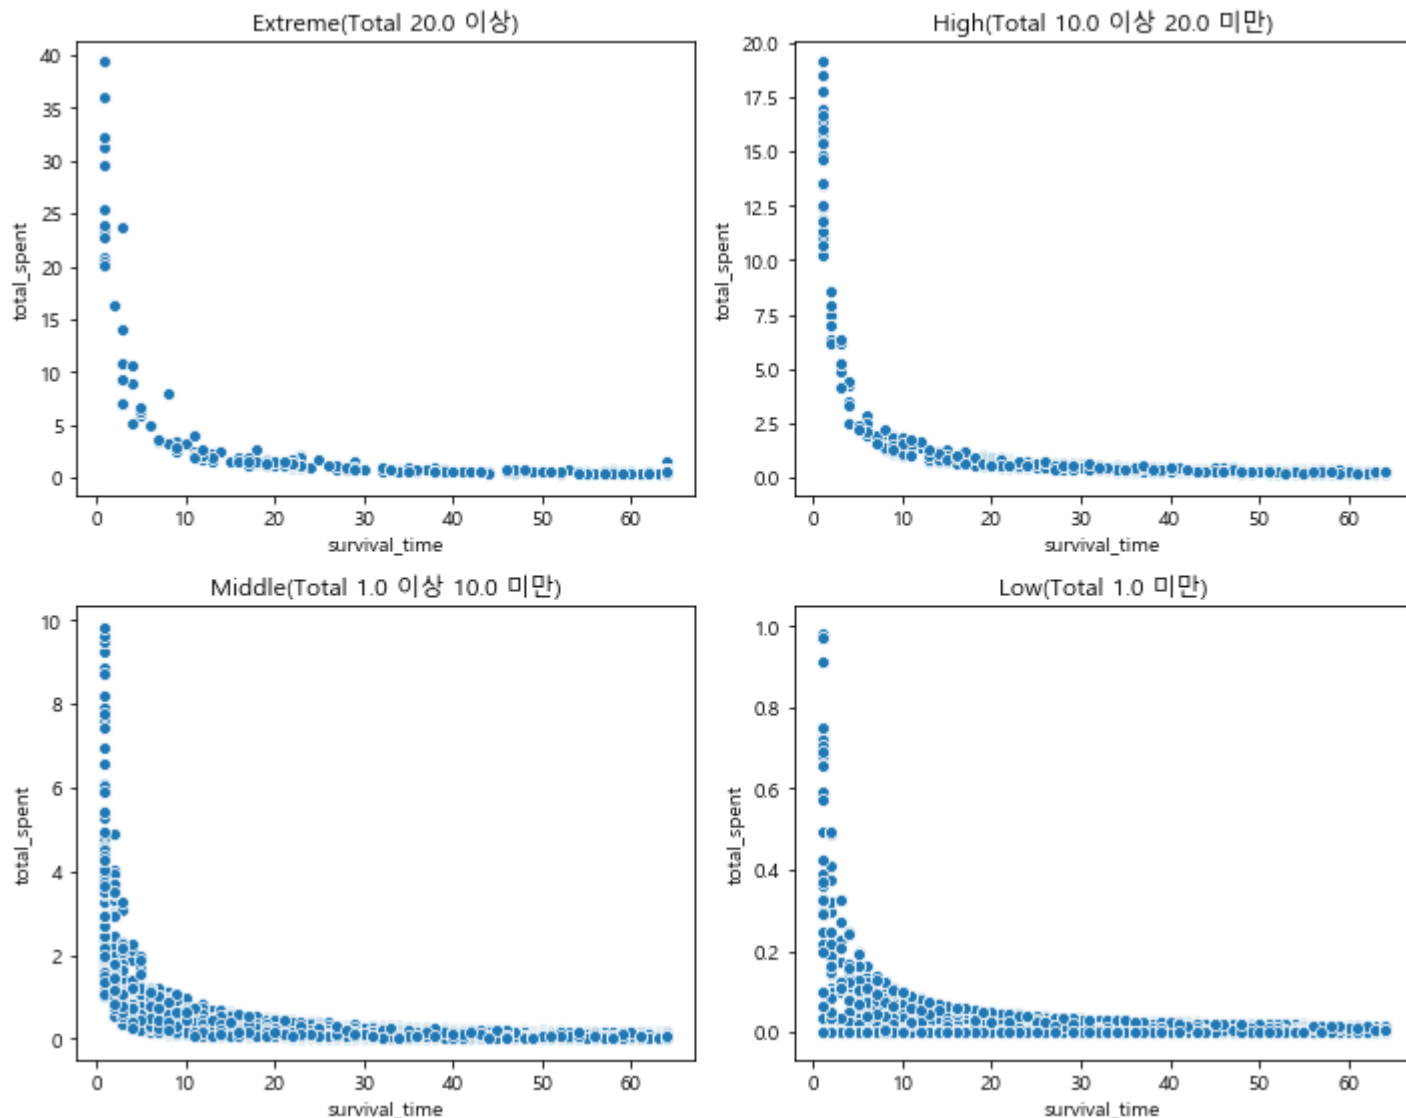 Extreme(Total 20.0 이상)
40
35
30
25
20
15
10
5
0
total_spent
0 10 20 30 40 50 60
survival_time
High(Total 10.0 이상 20.0 미만)
20.0
17.5
15.0
12.5
10.0
7.5
5.0
2.5
0.0
total_spent
0 10 20 30 40 50 60
survival_time
Middle(Total 1.0 이상 10.0 미만)
10
8
6
4
2
0
total_spent
0 10 20 30 40 50 60
survival_time
Low(Total 1.0 미만)
1.0
0.8
0.6
0.4
0.2
0.0
total_spent
0 10 20 30 40 50 60
survival_time